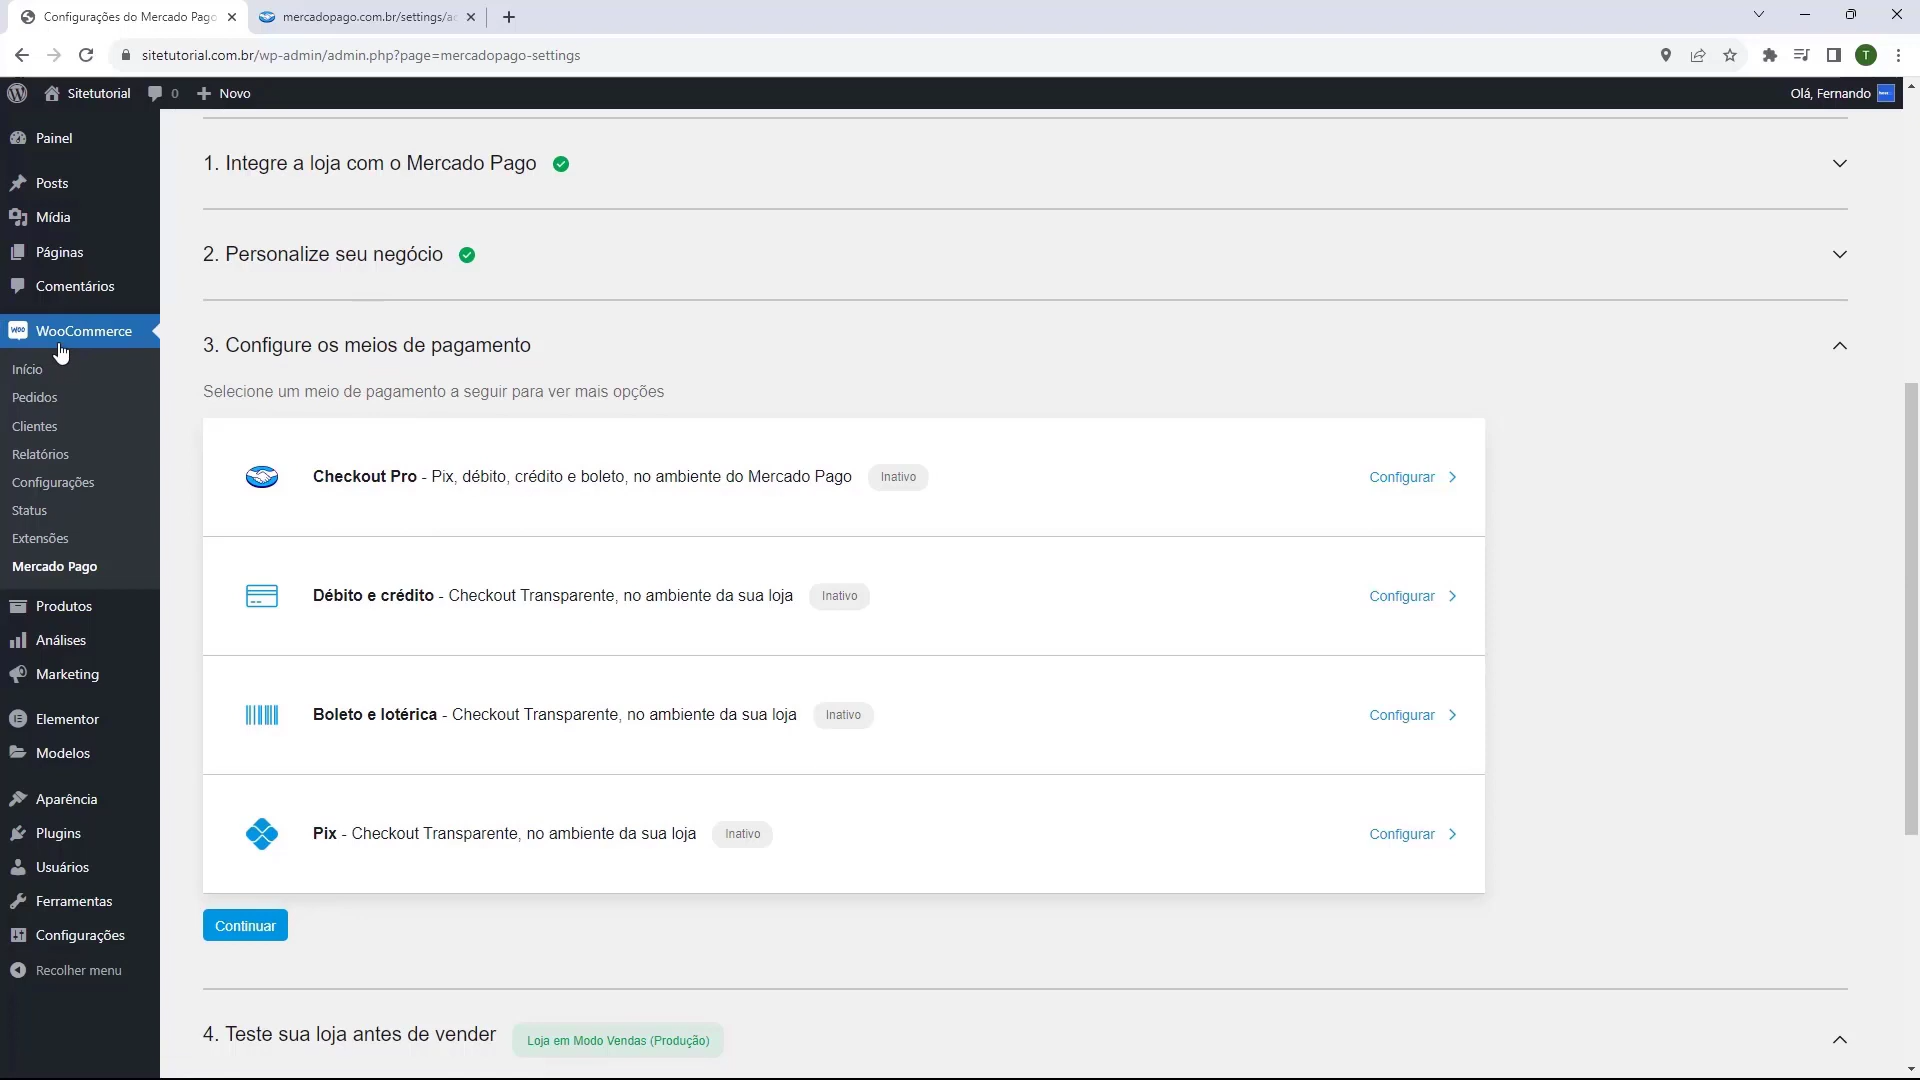 Configurações do Mercado Pago
mercadopago.com.br/settings/ac
sitetutorial.com.br/wp-admin/admin.php?page=mercadopago-settings
T
Sitetutorial
0
Novo
Olá, Fernando
Painel
Posts
Mídia
Páginas
Comentários
WooCommerce
Início
Pedidos
Clientes
Relatórios
Configurações
Status
Extensões
Mercado Pago
Produtos
Análises
Marketing
Elementor
Modelos
Aparência
Plugins
Usuários
Ferramentas
Configurações
Recolher menu
1. Integre a loja com o Mercado Pago
2. Personalize seu negócio
3. Configure os meios de pagamento
Selecione um meio de pagamento a seguir para ver mais opções
Checkout Pro - Pix, débito, crédito e boleto, no ambiente do Mercado Pago Inativo Configurar
Débito e crédito - Checkout Transparente, no ambiente da sua loja Inativo Configurar
Boleto e lotérica - Checkout Transparente, no ambiente da sua loja Inativo Configurar
Pix - Checkout Transparente, no ambiente da sua loja Inativo Configurar
Continuar
4. Teste sua loja antes de vender Loja em Modo Vendas (Produção)